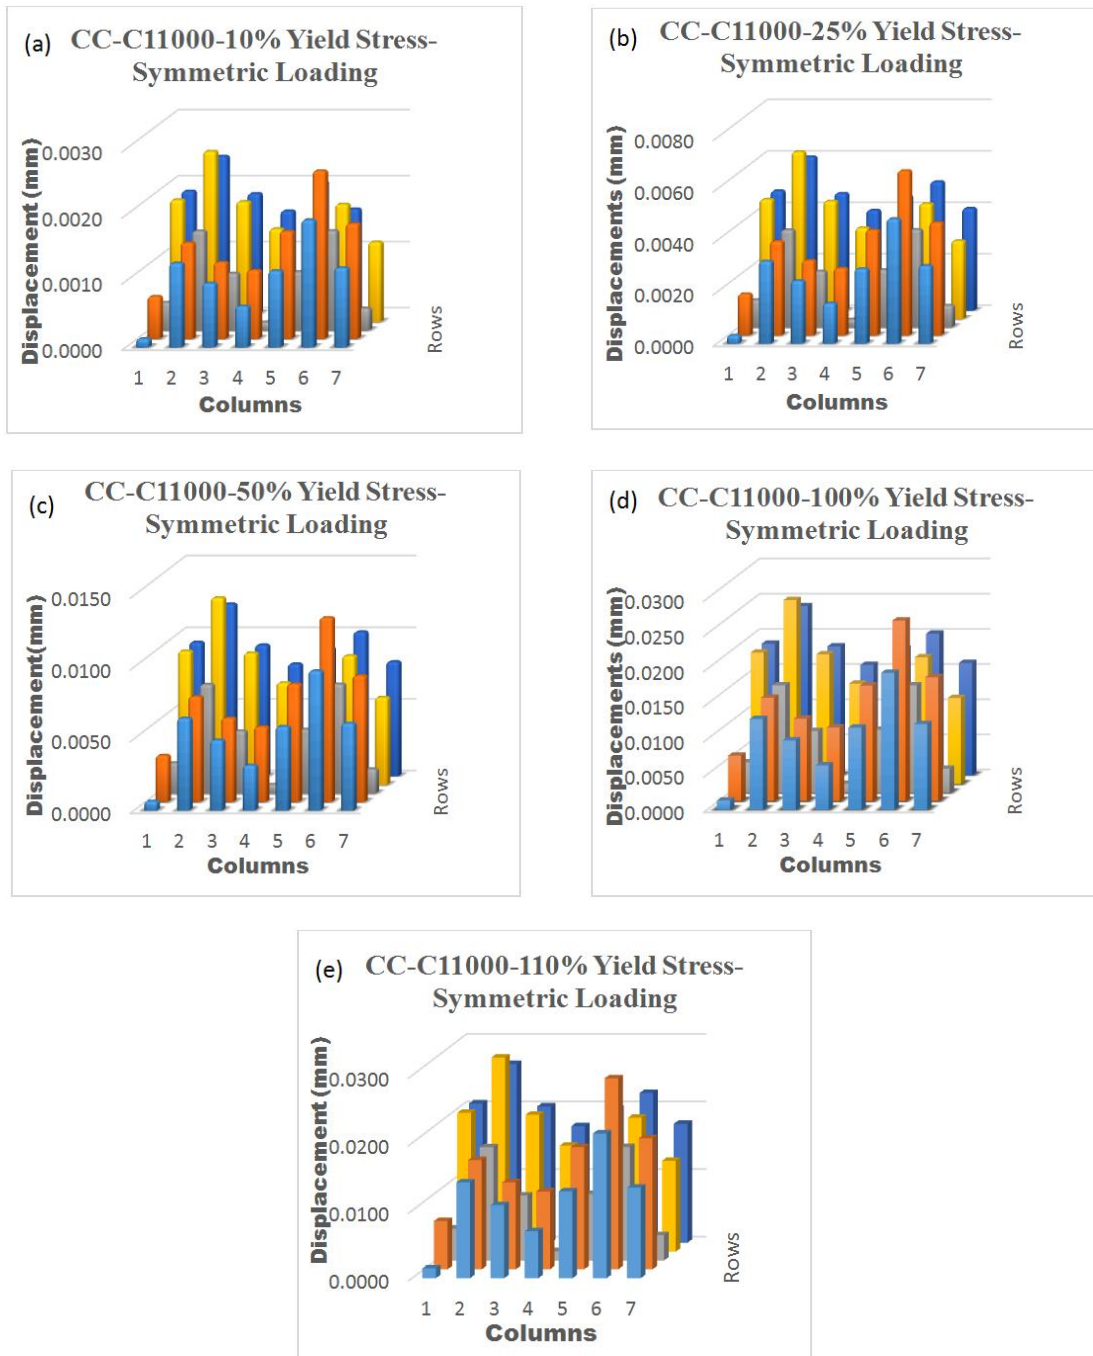 (a) CC-C11000-10% Yield Stress-
Symmetric Loading
Displacement (mm)
0.0030
0.0020
0.0010
0.0000
1 2 3 4 5 6 7
Columns
Rows
(b) CC-C11000-25% Yield Stress-
Symmetric Loading
Displacements (mm)
0.0080
0.0060
0.0040
0.0020
0.0000
1 2 3 4 5 6 7
Columns
Rows
(c) CC-C11000-50% Yield Stress-
Symmetric Loading
Displacement(mm)
0.0150
0.0100
0.0050
0.0000
1 2 3 4 5 6 7
Columns
Rows
(d) CC-C11000-100% Yield Stress-
Symmetric Loading
Displacements (mm)
0.0300
0.0250
0.0200
0.0150
0.0100
0.0050
0.0000
1 2 3 4 5 6 7
Columns
Rows
(e) CC-C11000-110% Yield Stress-
Symmetric Loading
Displacement (mm)
0.0300
0.0200
0.0100
0.0000
1 2 3 4 5 6 7
Columns
Rows